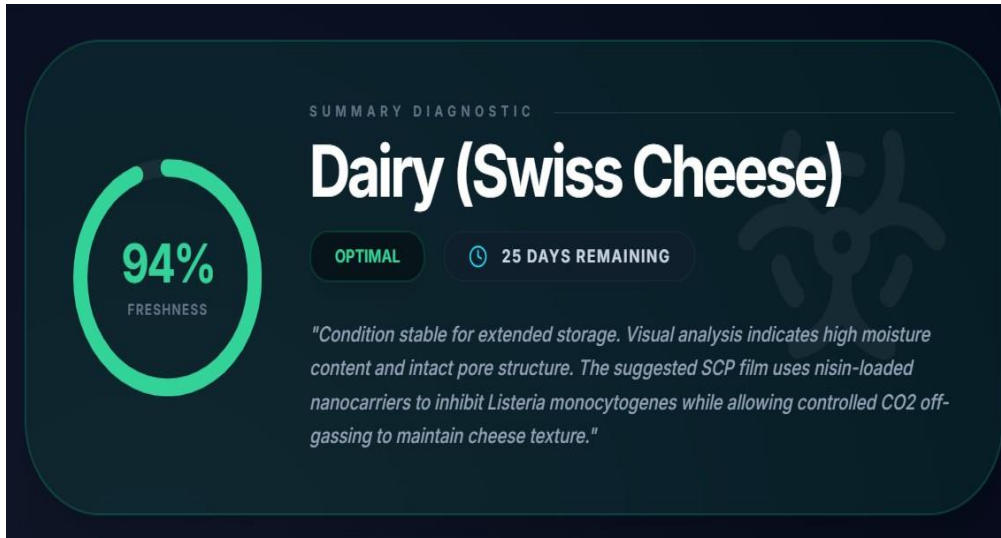 SUMMARY DIAGNOSTIC
Dairy (Swiss Cheese)
94%
FRESHNESS
OPTIMAL
25 DAYS REMAINING
"Condition stable for extended storage. Visual analysis indicates high moisture
content and intact pore structure. The suggested SCP film uses nisin-loaded
nanocarriers to inhibit Listeria monocytogenes while allowing controlled CO2 off-
gassing to maintain cheese texture."